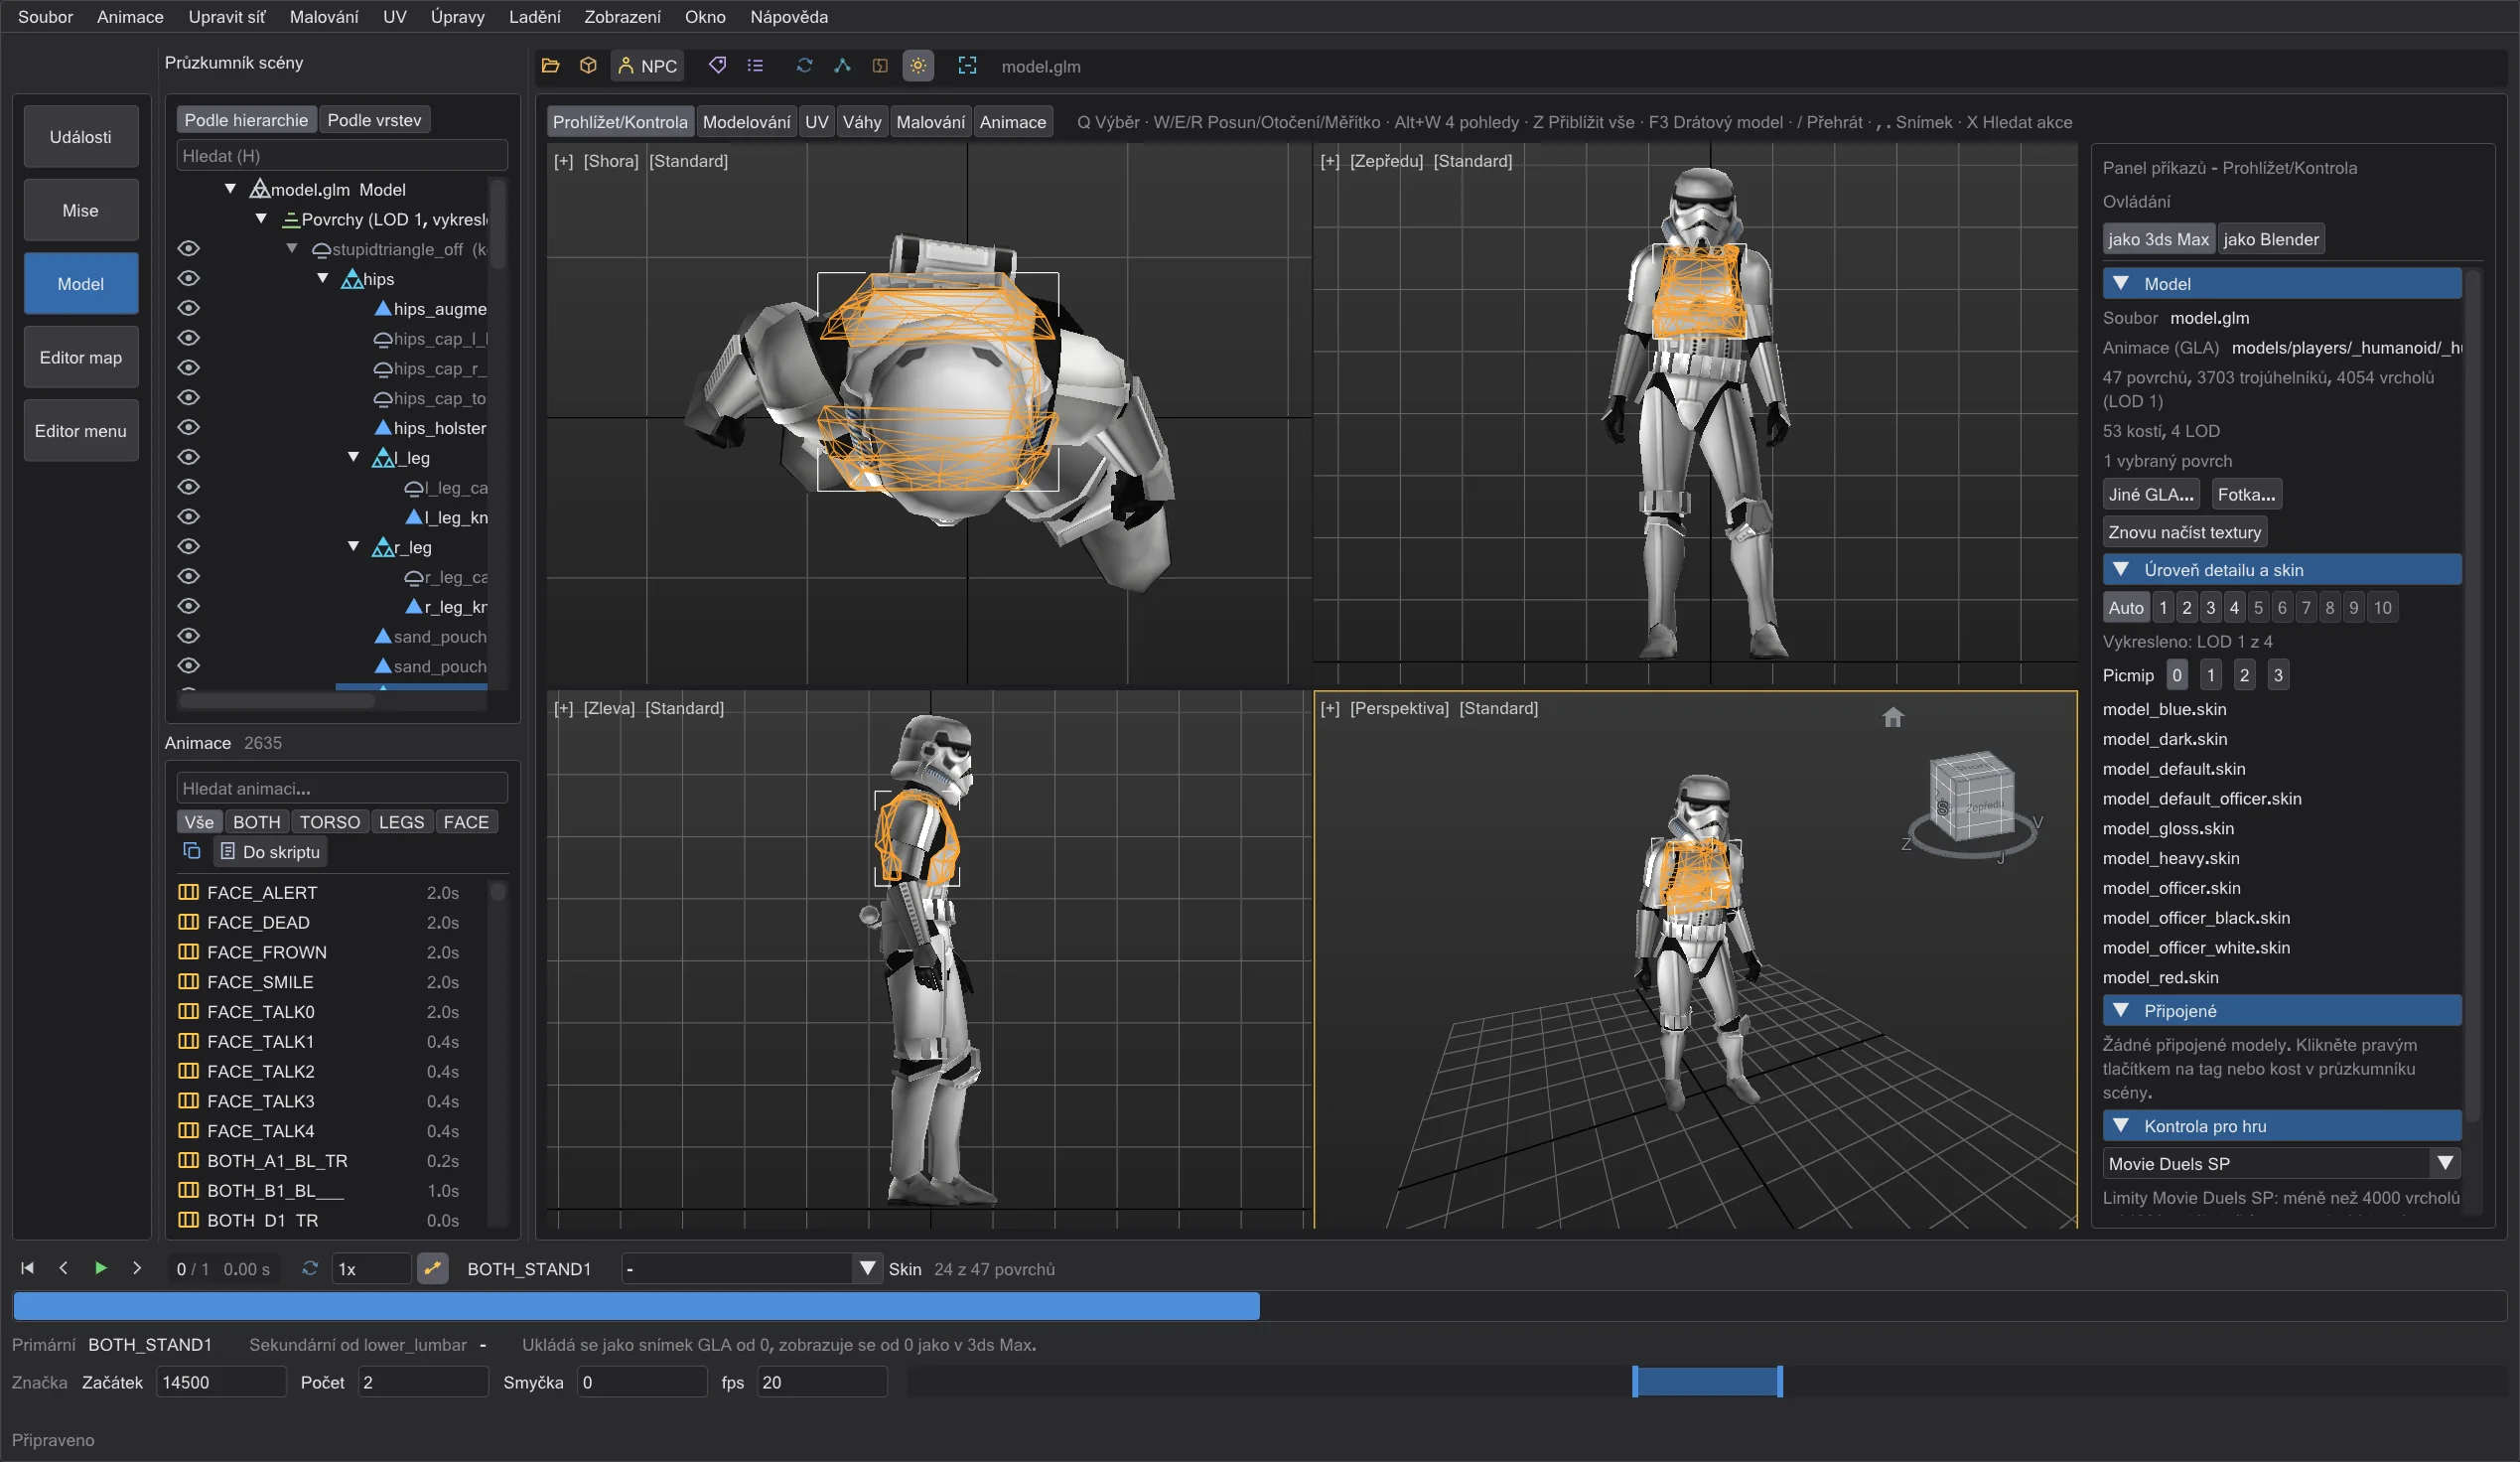 Soubor Animace Upravit síť Malování UV Úpravy Ladění Zobrazení Okno Nápověda
Průzkumník scény
NPC model.glm
Události
Mise
Model
Editor map
Editor menu
Podle hierarchie Podle vrstev
Hledat (H)
model.glm Model
Povrchy (LOD 1, vykresl
stupidtriangle_off (k
hips
hips_augme
hips_cap_l_
hips_cap_r_
hips_cap_to
hips_holster
l_leg
l_leg_ca
l_leg_kn
r_leg
r_leg_ca
r_leg_kn
sand_pouch
sand_pouch
Animace 2635
Hledat animaci...
Vše BOTH TORSO LEGS FACE
Do skriptu
FACE_ALERT 2.0s
FACE_DEAD 2.0s
FACE_FROWN 2.0s
FACE_SMILE 2.0s
FACE_TALK0 2.0s
FACE_TALK1 0.4s
FACE_TALK2 0.4s
FACE_TALK3 0.4s
FACE_TALK4 0.4s
BOTH_A1_BL_TR 0.2s
BOTH_B1_BL___ 1.0s
BOTH_D1_TR 0.0s
Prohlížet/Kontrola Modelování UV Váhy Malování Animace Q Výběr · W/E/R Posun/Otočení/Měřítko · Alt+W 4 pohledy · Z Přiblížit vše · F3 Drátový model · / Přehrát · , . Snímek · X Hledat akce
[+] [Shora] [Standard]
[+] [Zepředu] [Standard]
[+] [Zleva] [Standard]
[+] [Perspektiva] [Standard]
Shora
S
Zepředu
Z
J
V
Panel příkazů - Prohlížet/Kontrola
Ovládání
jako 3ds Max jako Blender
Model
Soubor model.glm
Animace (GLA) models/players/_humanoid/_h
47 povrchů, 3703 trojúhelníků, 4054 vrcholů
(LOD 1)
53 kostí, 4 LOD
1 vybraný povrch
Jiné GLA... Fotka...
Znovu načíst textury
Úroveň detailu a skin
Auto 1 2 3 4 5 6 7 8 9 10
Vykresleno: LOD 1 z 4
Picmip 0 1 2 3
model_blue.skin
model_dark.skin
model_default.skin
model_default_officer.skin
model_gloss.skin
model_heavy.skin
model_officer.skin
model_officer_black.skin
model_officer_white.skin
model_red.skin
Připojené
Žádné připojené modely. Klikněte pravým
tlačítkem na tag nebo kost v průzkumníku
scény.
Kontrola pro hru
Movie Duels SP
Limity Movie Duels SP: méně než 4000 vrcholů
0 / 1 0.00 s 1x BOTH_STAND1 - Skin 24 z 47 povrchů
Primární BOTH_STAND1 Sekundární od lower_lumbar - Ukládá se jako snímek GLA od 0, zobrazuje se od 0 jako v 3ds Max.
Značka Začátek 14500 Počet 2 Smyčka 0 fps 20
Připraveno